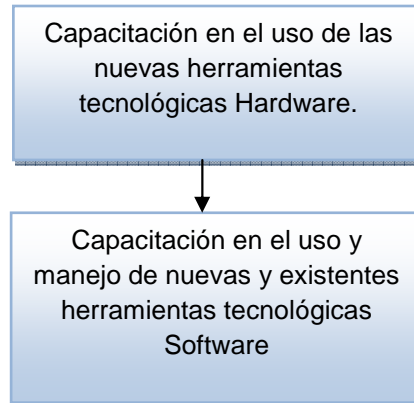 Capacitación en el uso de las
nuevas herramientas
tecnológicas Hardware.
Capacitación en el uso y
manejo de nuevas y existentes
herramientas tecnológicas
Software